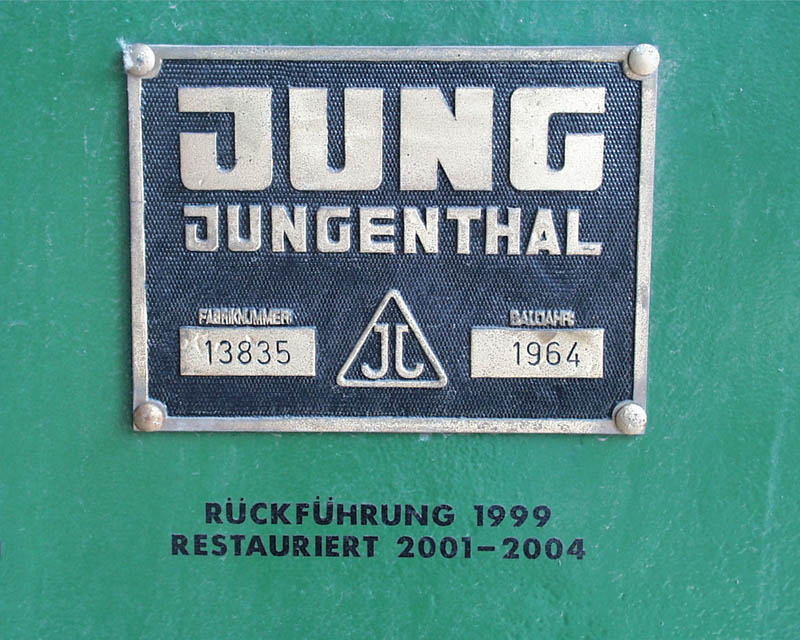 JUNG
JUNGENTHAL
FABRIKNUMMER:
BAUJAHR:
13835
JJ
1964
RÜCKFÜHRUNG 1999
RESTAURIERT 2001-2004